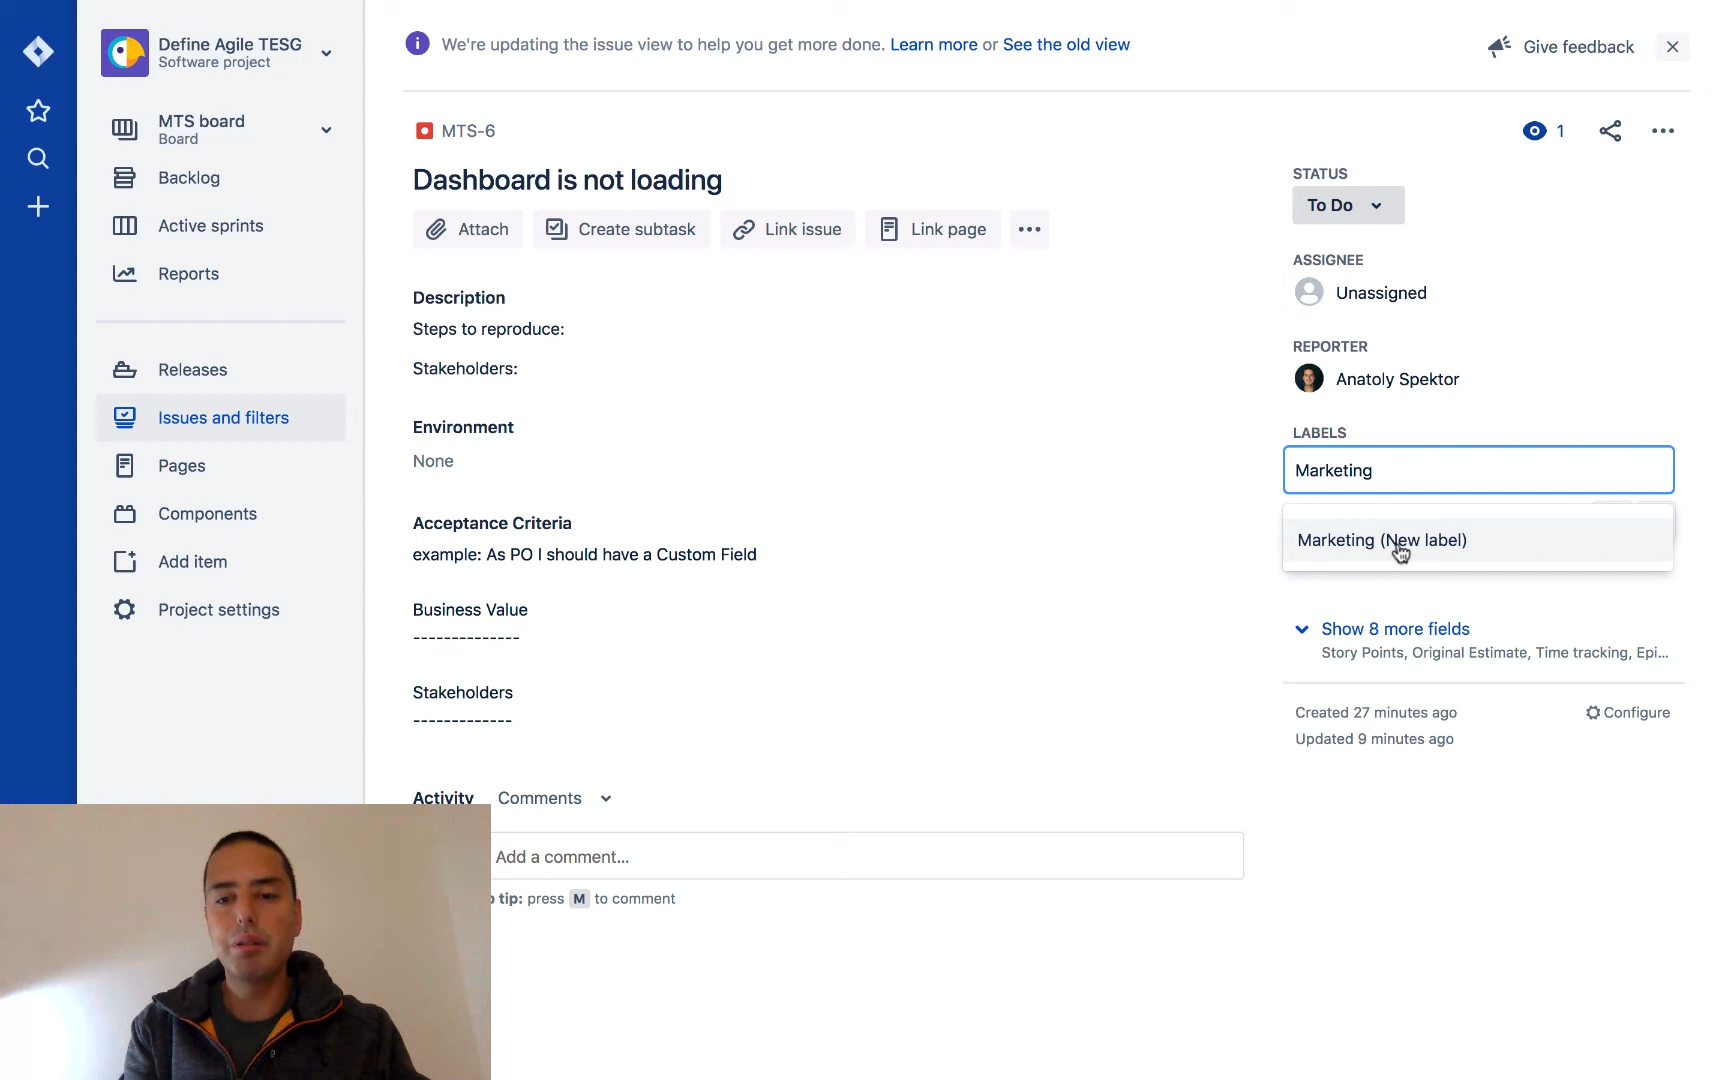 Define Agile TESG
Software project
MTS board
Board
Backlog
Active sprints
Reports
Releases
Issues and filters
Pages
Components
Add item
Project settings
We're updating the issue view to help you get more done. Learn more or See the old view
Give feedback
MTS-6
1
Dashboard is not loading
Attach
Create subtask
Link issue
Link page
Description
Steps to reproduce:
Stakeholders:
Environment
None
Acceptance Criteria
example: As PO I should have a Custom Field
Business Value
--------------
Stakeholders
-------------
Activity Comments
Add a comment...
tip: press M to comment
STATUS
To Do
ASSIGNEE
Unassigned
REPORTER
Anatoly Spektor
LABELS
Marketing
Marketing (New label)
Show 8 more fields
Story Points, Original Estimate, Time tracking, Epi...
Created 27 minutes ago
Configure
Updated 9 minutes ago